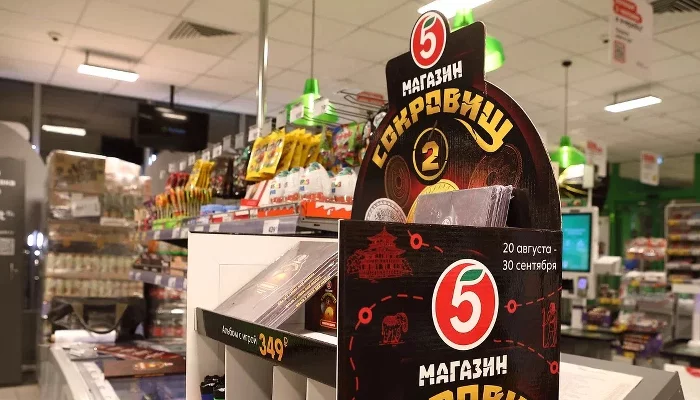 5
МАГАЗИН
СОКРОВИЩ
2
20 августа -
30 сентября
5
МАГАЗИН
Альбом с игрой 349₽